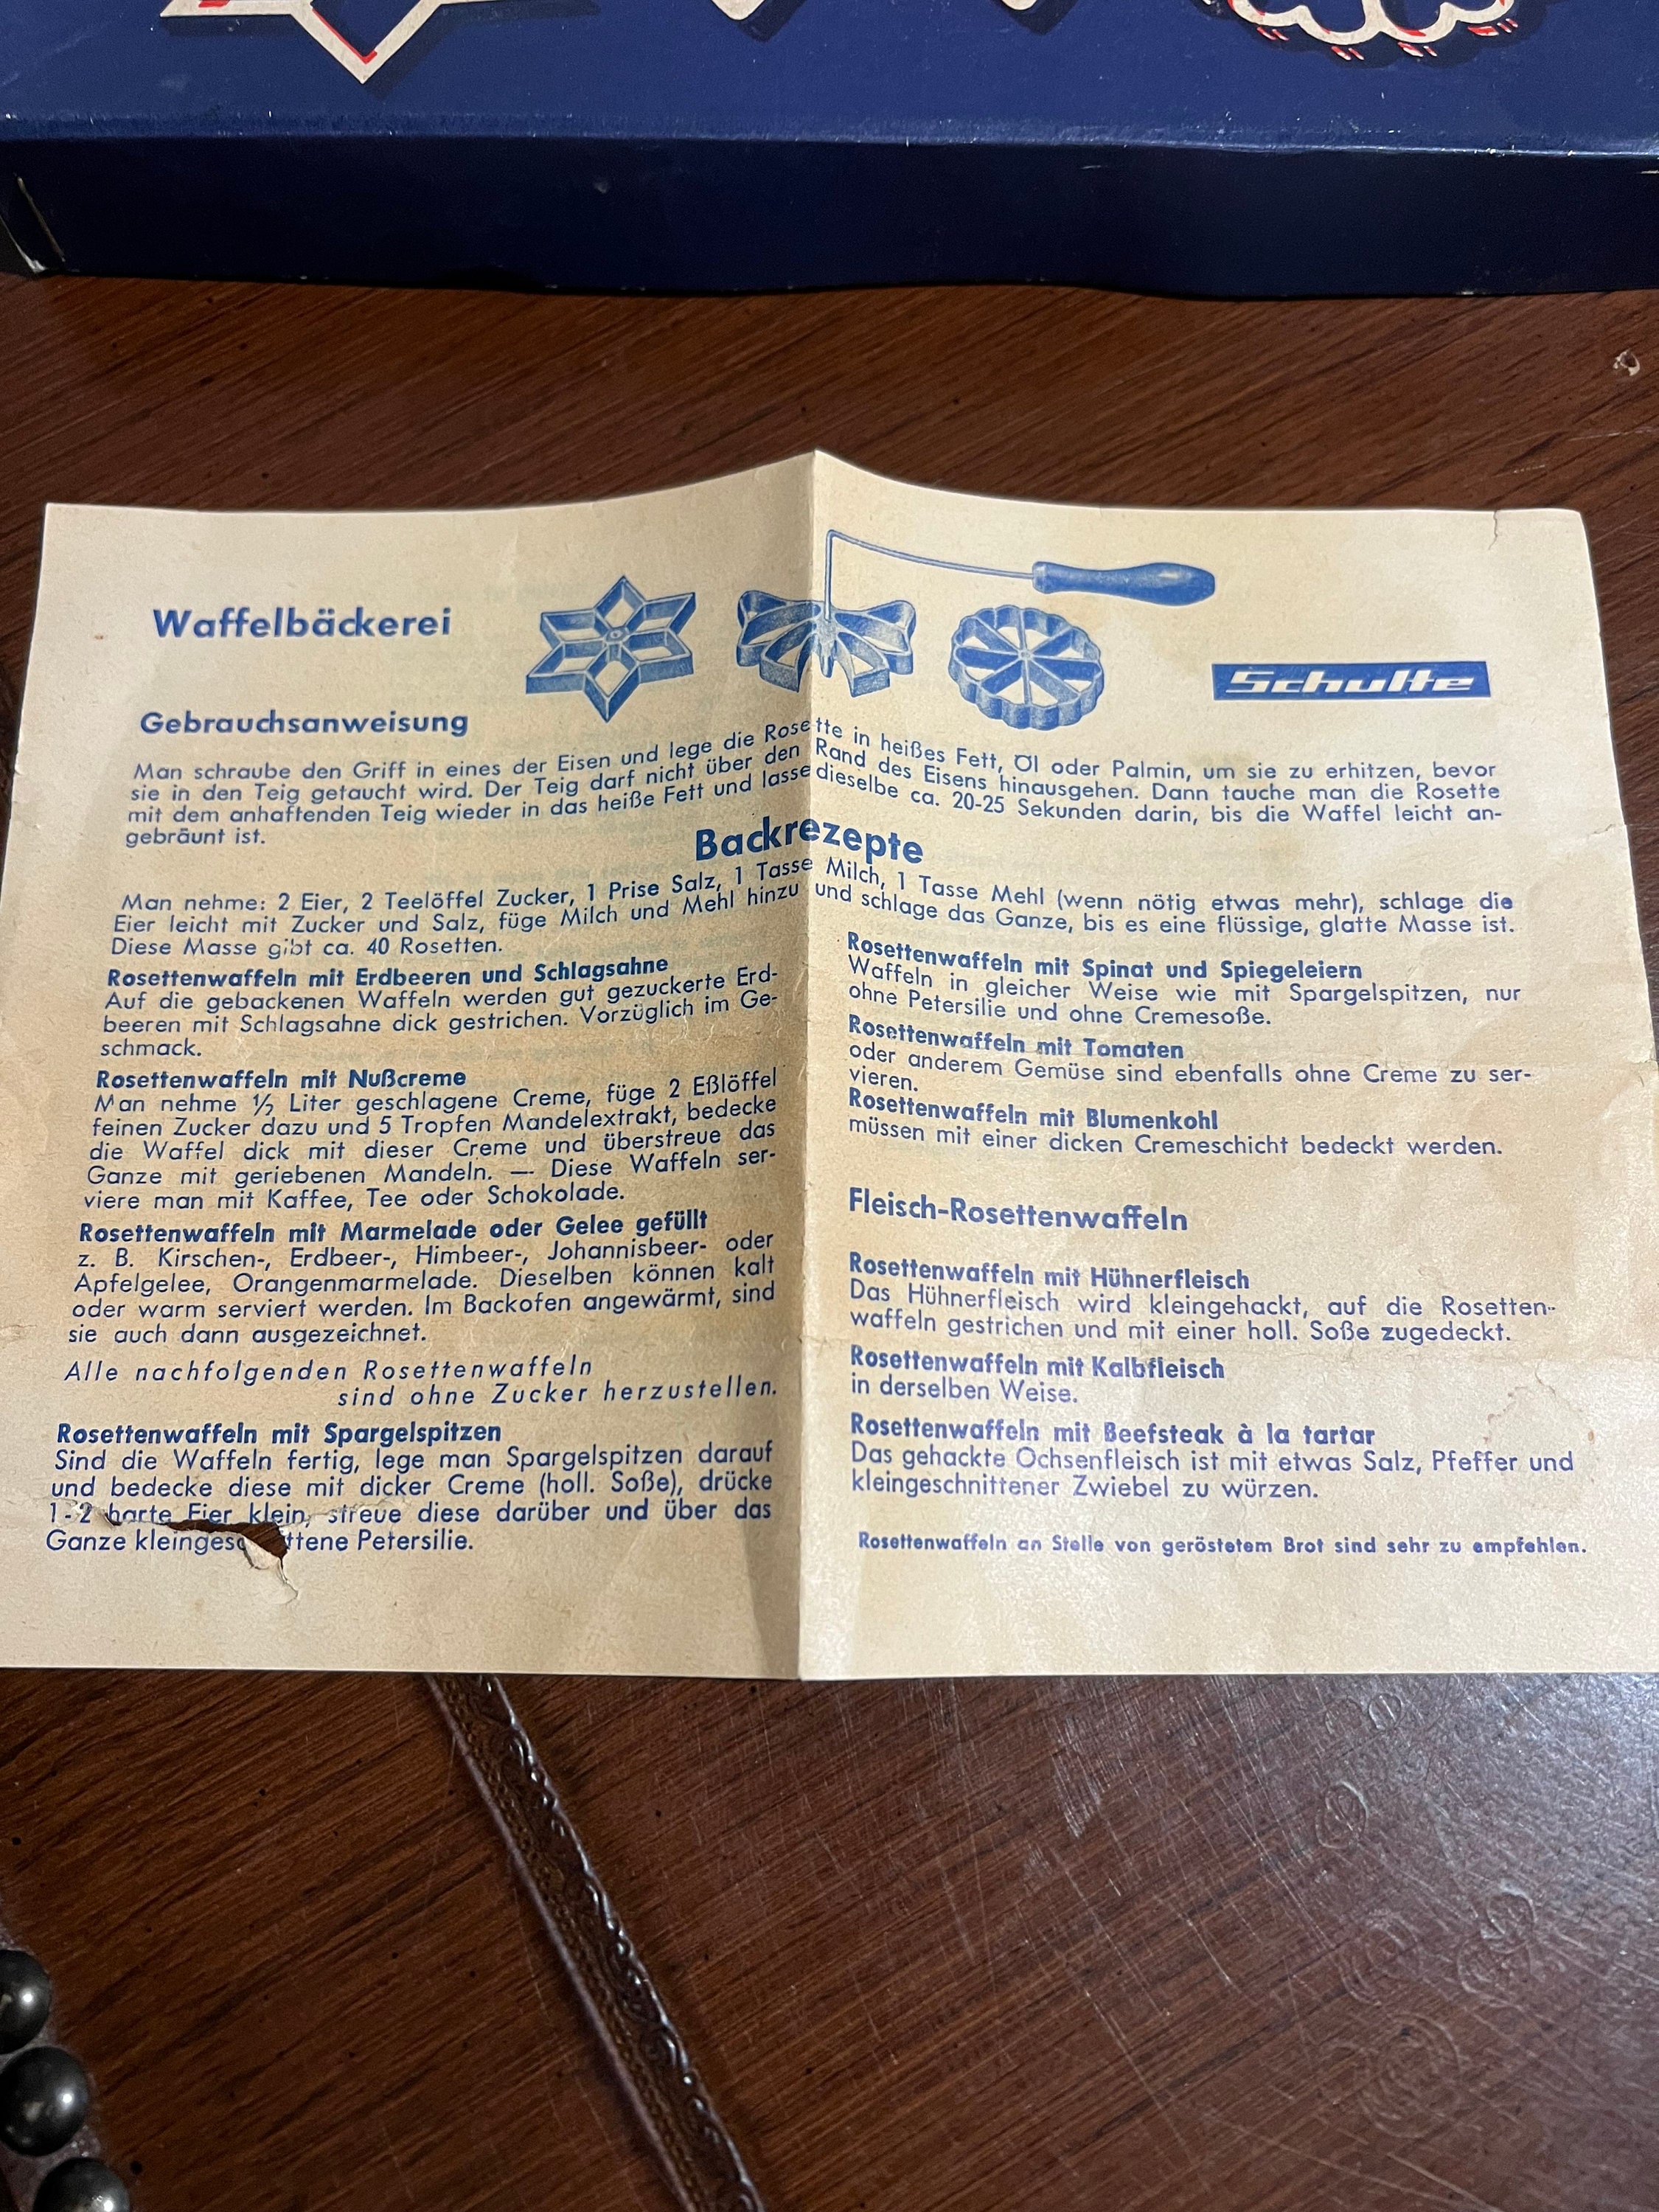 Waffelbäckerei
Schulte
Gebrauchsanweisung
Man schraube den Griff in eines der Eisen und lege die Rosette in heißes Fett, Öl oder Palmin, um sie zu erhitzen, bevor
sie in den Teig getaucht wird. Der Teig darf nicht über den Rand des Eisens hinausgehen. Dann tauche man die Rosette
mit dem anhaftenden Teig wieder in das heiße Fett und lasse dieselbe ca. 20-25 Sekunden darin, bis die Waffel leicht an-
gebräunt ist.
Backrezepte
Man nehme: 2 Eier, 2 Teelöffel Zucker, 1 Prise Salz, 1 Tasse Milch, 1 Tasse Mehl (wenn nötig etwas mehr), schlage die
Eier leicht mit Zucker und Salz, füge Milch und Mehl hinzu und schlage das Ganze, bis es eine flüssige, glatte Masse ist.
Diese Masse gibt ca. 40 Rosetten.
Rosettenwaffeln mit Erdbeeren und Schlagsahne
Auf die gebackenen Waffeln werden gut gezuckerte Erd-
beeren mit Schlagsahne dick gestrichen. Vorzüglich im Ge-
schmack.
Rosettenwaffeln mit Nußcreme
Man nehme ½ Liter geschlagene Creme, füge 2 Eßlöffel
feinen Zucker dazu und 5 Tropfen Mandelextrakt, bedecke
die Waffel dick mit dieser Creme und überstreue das
Ganze mit geriebenen Mandeln. — Diese Waffeln ser-
viere man mit Kaffee, Tee oder Schokolade.
Rosettenwaffeln mit Marmelade oder Gelee gefüllt
z. B. Kirschen-, Erdbeer-, Himbeer-, Johannisbeer- oder
Apfelgelee, Orangenmarmelade. Dieselben können kalt
oder warm serviert werden. Im Backofen angewärmt, sind
sie auch dann ausgezeichnet.
Alle nachfolgenden Rosettenwaffeln
sind ohne Zucker herzustellen.
Rosettenwaffeln mit Spargelspitzen
Sind die Waffeln fertig, lege man Spargelspitzen darauf
und bedecke diese mit dicker Creme (holl. Soße), drücke
1-2 harte Eier klein, streue diese darüber und über das
Ganze Petersilie.
Rosettenwaffeln mit Spinat und Spiegeleiern
Waffeln in gleicher Weise wie mit Spargelspitzen, nur
ohne Petersilie und ohne Cremesoße.
Rosettenwaffeln mit Tomaten
oder anderem Gemüse sind ebenfalls ohne Creme zu ser-
vieren.
Rosettenwaffeln mit Blumenkohl
müssen mit einer dicken Cremeschicht bedeckt werden.
Fleisch-Rosettenwaffeln
Rosettenwaffeln mit Hühnerfleisch
Das Hühnerfleisch wird kleingehackt, auf die Rosetten-
waffeln gestrichen und mit einer holl. Soße zugedeckt.
Rosettenwaffeln mit Kalbfleisch
in derselben Weise.
Rosettenwaffeln mit Beefsteak à la tartar
Das gehackte Ochsenfleisch ist mit etwas Salz, Pfeffer und
kleingeschnittener Zwiebel zu würzen.
Rosettenwaffeln an Stelle von geröstetem Brot sind sehr zu empfehlen.